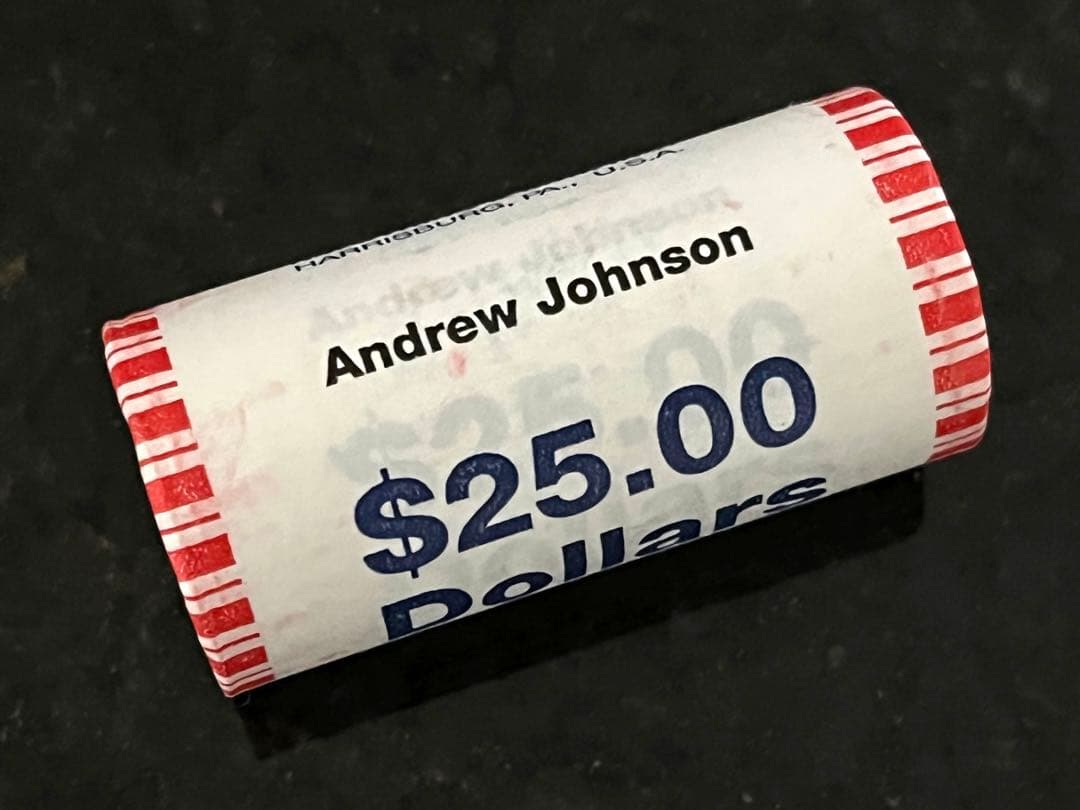 HARRISBURG, PA., U.S.A.
Andrew Johnson
$25.00
Dollars